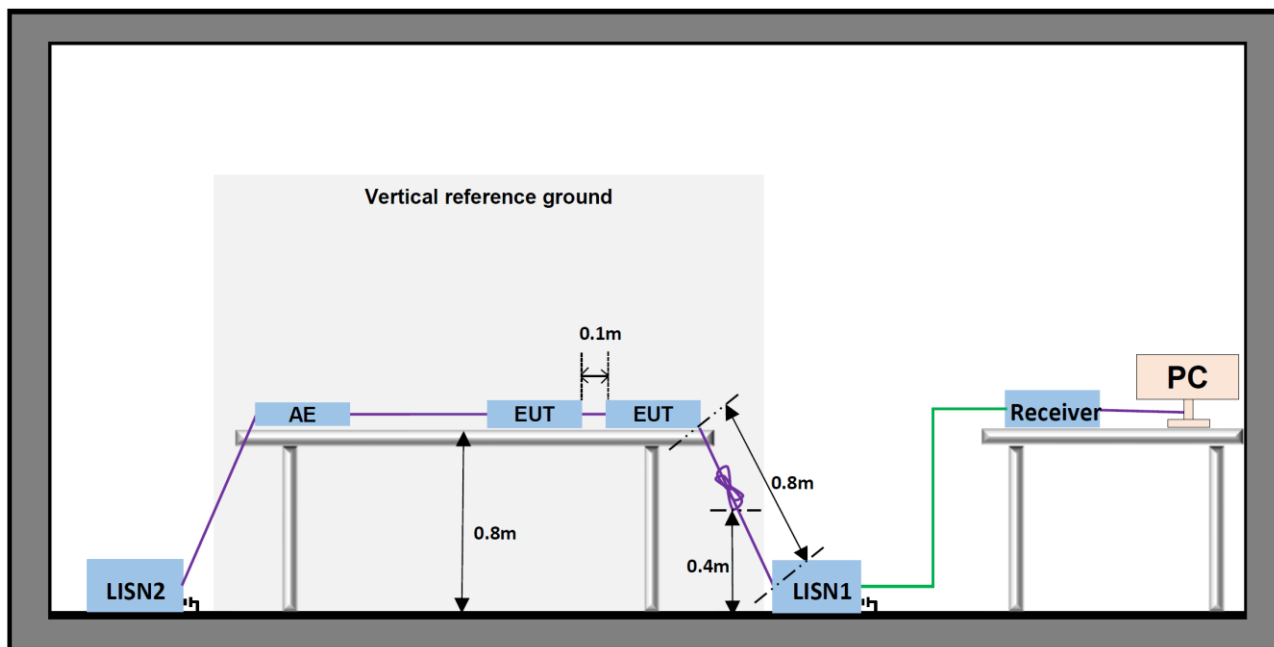 Vertical reference ground
0.1m
AE
EUT
EUT
PC
Receiver
0.8m
0.8m
0.4m
LISN2
LISN1